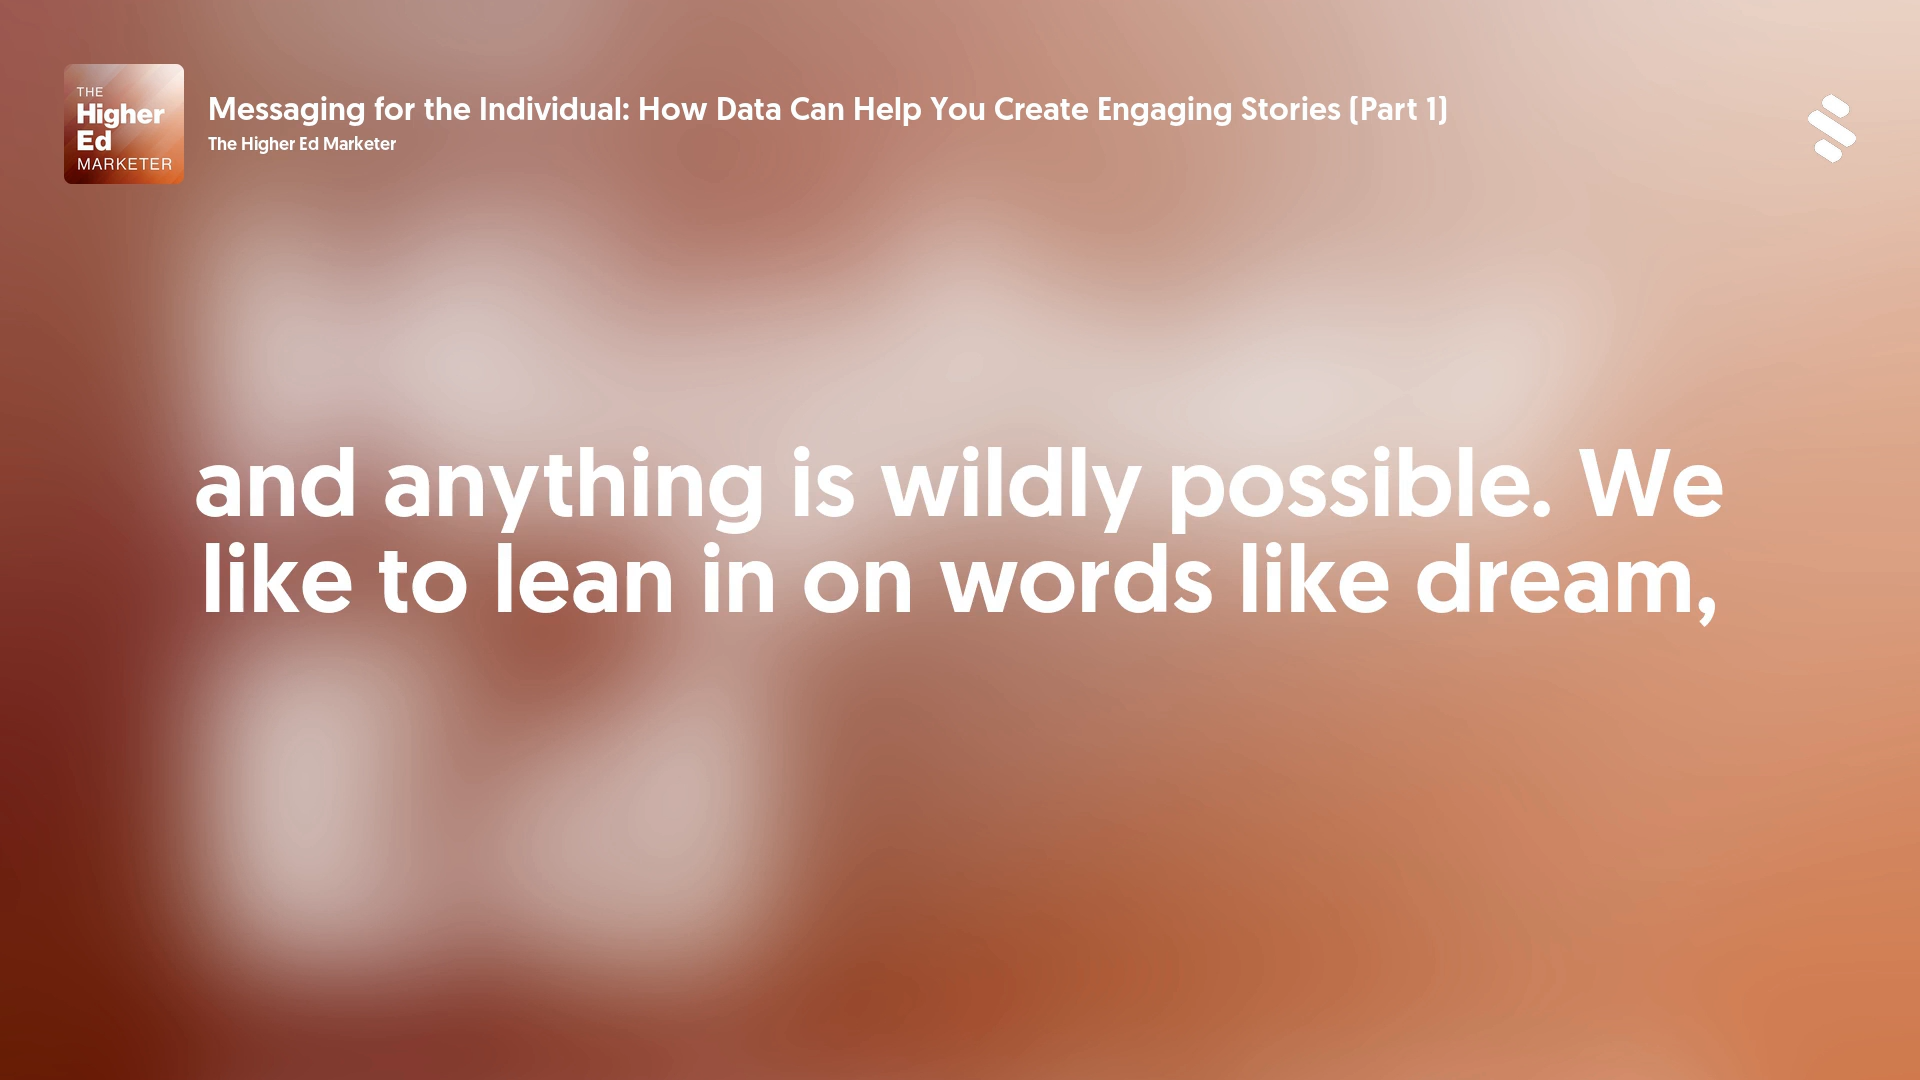 THE
Higher
Ed
MARKETER
Messaging for the Individual: How Data Can Help You Create Engaging Stories (Part 1)
The Higher Ed Marketer
and anything is wildly possible. We
like to lean in on words like dream,